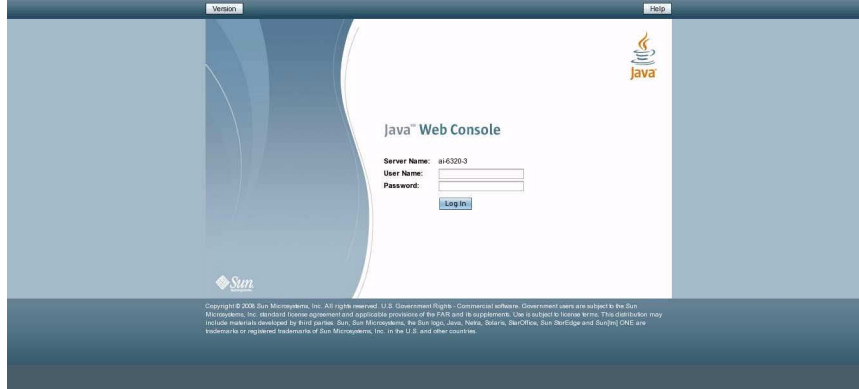 Version
Help
Java
Java™ Web Console
Server Name: ai-6320-3
User Name:
Password:
Log In
Sun
Copyright © 2006 Sun Microsystems, Inc. All rights reserved. U.S. Government Rights - Commercial software. Government users are subject to the Sun
Microsystems, Inc. standard license agreement and applicable provisions of the FAR and its supplements. Use is subject to license terms. This distribution may
include materials developed by third parties. Sun, Sun Microsystems, the Sun logo, Java, Netra, Solaris, StarOffice, Sun StorEdge and Sun[tm] ONE are
trademarks or registered trademarks of Sun Microsystems, Inc. in the U.S. and other countries.